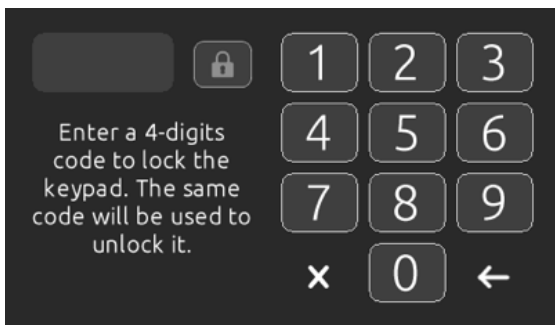 1 2 3
Enter a 4-digits
code to lock the
keypad. The same
code will be used to
unlock it.
4 5 6
7 8 9
0